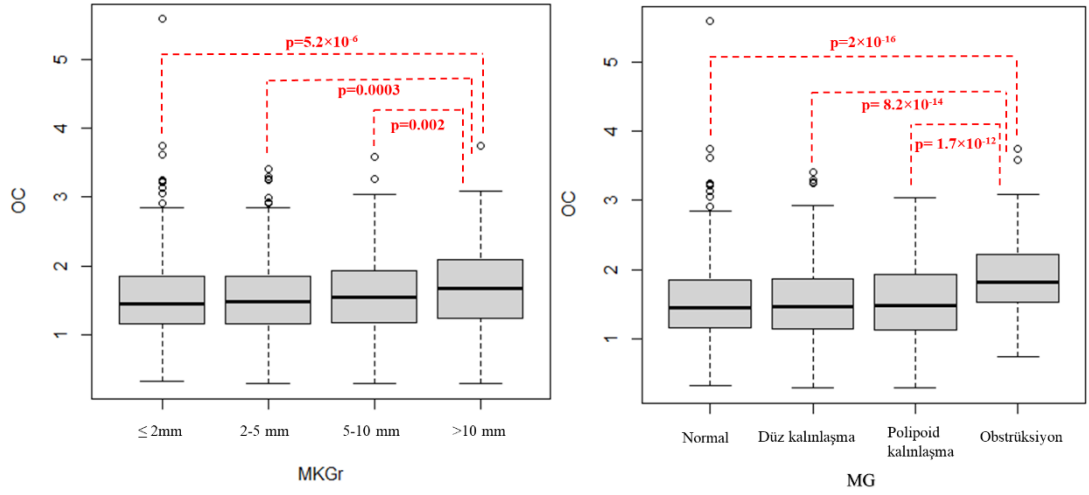 p=5.2×10⁻⁶
p=0.0003
p=0.002
OC
5
4
3
2
1
≤ 2mm
2-5 mm
5-10 mm
>10 mm
MKGr
p=2×10⁻¹⁶
p= 8.2×10⁻¹⁴
p= 1.7×10⁻¹²
OC
5
4
3
2
1
Normal
Düz kalınlaşma
Polipoid
kalınlaşma
Obstrüksiyon
MG